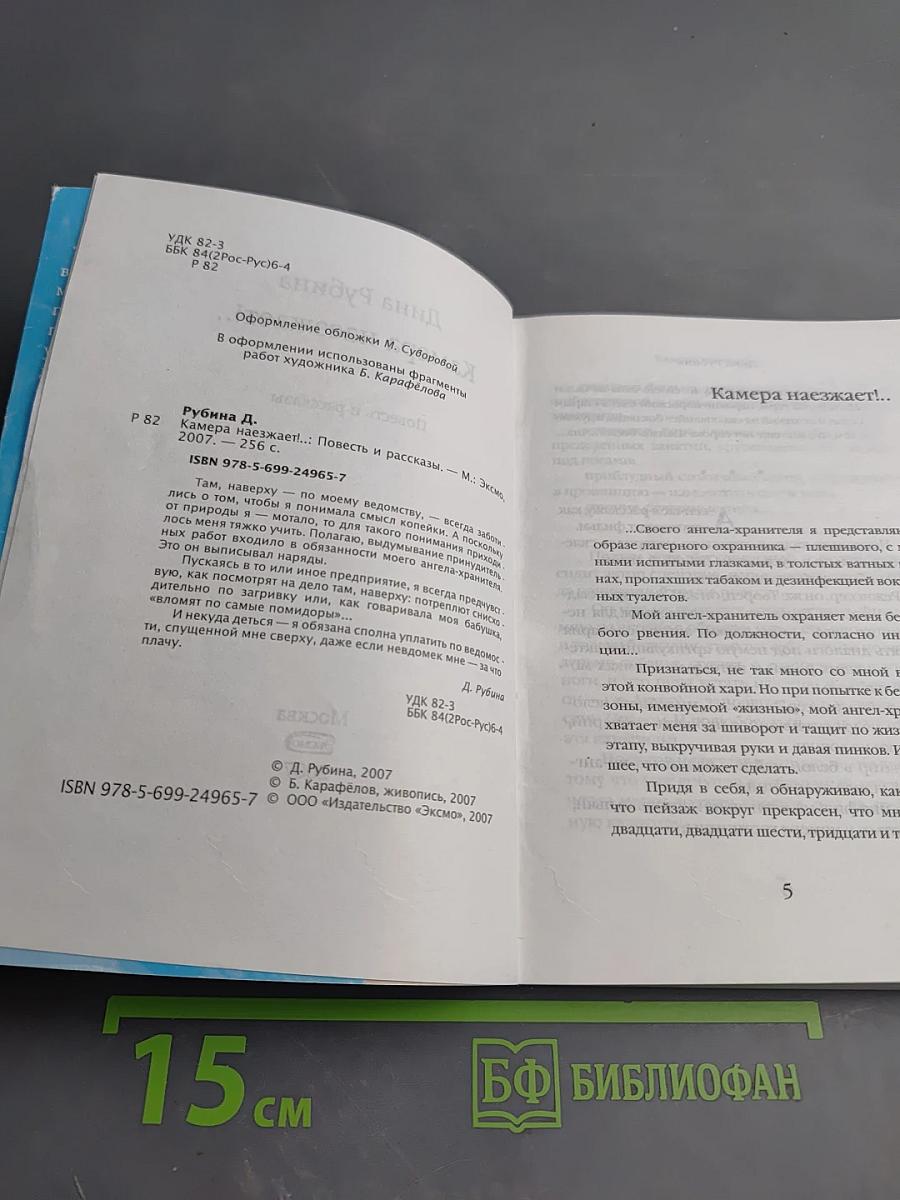 УДК 82-3
ББК 84(2Рос-Рус)6-4
Р 82
Оформление обложки М. Суворовой
В оформлении использованы фрагменты
работ художника Б. Карафёлова
Рубина Д.
Р 82 Камера наезжает!..: Повесть и рассказы. — М.: Эксмо,
2007. — 256 с.
ISBN 978-5-699-24965-7
Там, наверху — по моему ведомству, — всегда заботи-
лись о том, чтобы я понимала смысл копейки. А поскольку
от природы я — мотало, то для такого понимания приходи-
лось меня тяжко учить. Полагаю, выдумывание принудитель-
ных работ входило в обязанности моего ангела-хранителя.
Это он выписывал наряды.
Пускаясь в то или иное предприятие, я всегда предчувст-
вую, как посмотрят на дело там, наверху: потреплют снисхо-
дительно по загривку или, как говаривала моя бабушка,
«вломят по самые помидоры»...
И некуда деться — я обязана сполна уплатить по ведомос-
ти, спущенной мне сверху, даже если невдомек мне — за что
плачу.
Д. Рубина
УДК 82-3
ББК 84(2Рос-Рус)6-4
© Д. Рубина, 2007
© Б. Карафёлов, живопись, 2007
ISBN 978-5-699-24965-7 © ООО «Издательство «Эксмо», 2007
Камера наезжает!..
...Своего ангела-хранителя я представля
образе лагерного охранника — плешивого, с
ными испитыми глазками, в толстых ватных
нах, пропахших табаком и дезинфекцией вок
ных туалетов.
Мой ангел-хранитель охраняет меня бе
бого рвения. По должности, согласно ин
ции...
Признаться, не так много со мной
этой конвойной хари. Но при попытке к бе
зоны, именуемой «жизнью», мой ангел-хр
хватает меня за шиворот и тащит по жиз
этапу, выкручивая руки и давая пинков. И
шее, что он может сделать.
Придя в себя, я обнаруживаю, как
что пейзаж вокруг прекрасен, что мн
двадцати, двадцати шести, тридцати и т
5
15 см
БФ БИБЛИОФАН